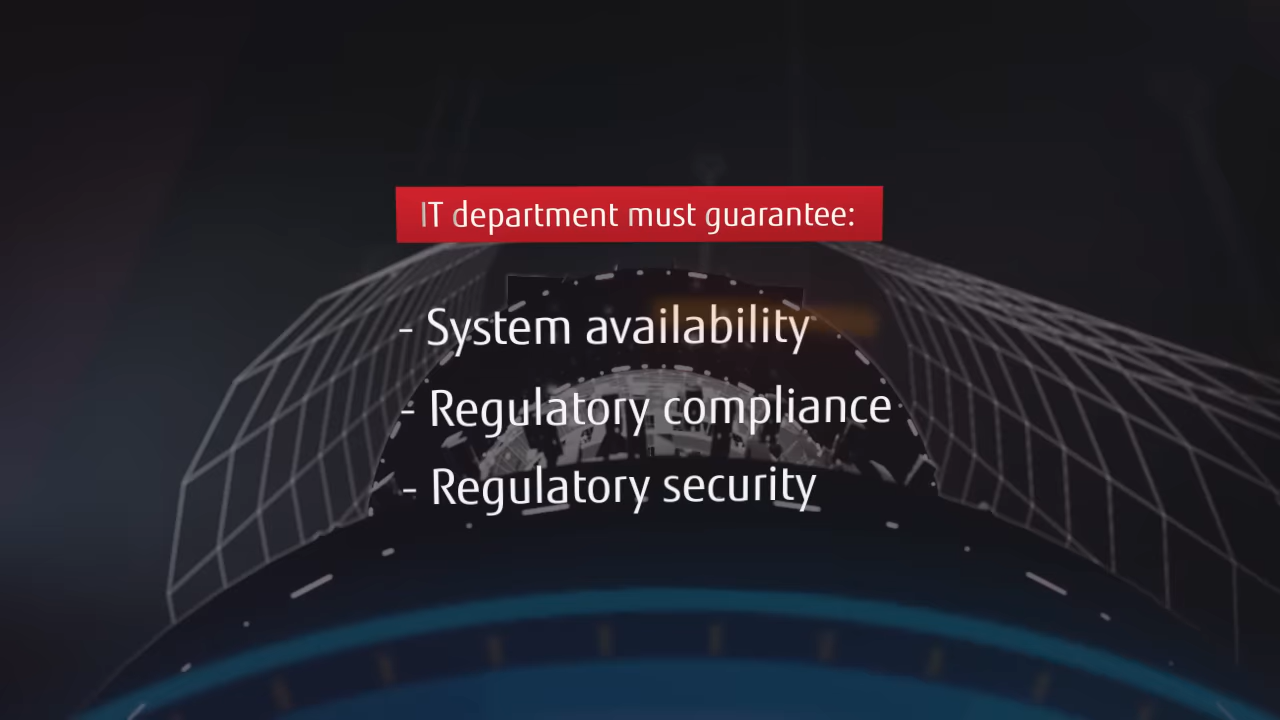 IT department must guarantee:
- System availability
- Regulatory compliance
- Regulatory security